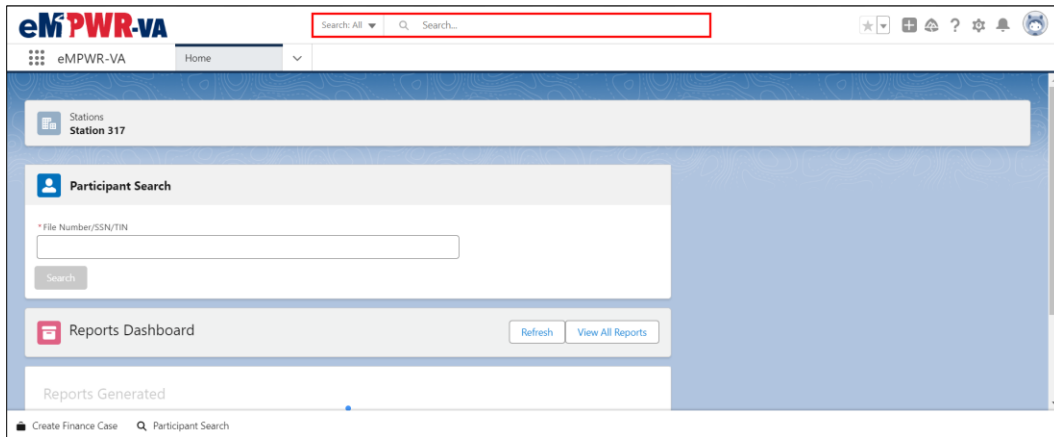 eMPWR-VA
Search: All Search...
eMPWR-VA Home
Stations
Station 317
Participant Search
*File Number/SSN/TIN
Search
Reports Dashboard Refresh View All Reports
Reports Generated
Create Finance Case Participant Search